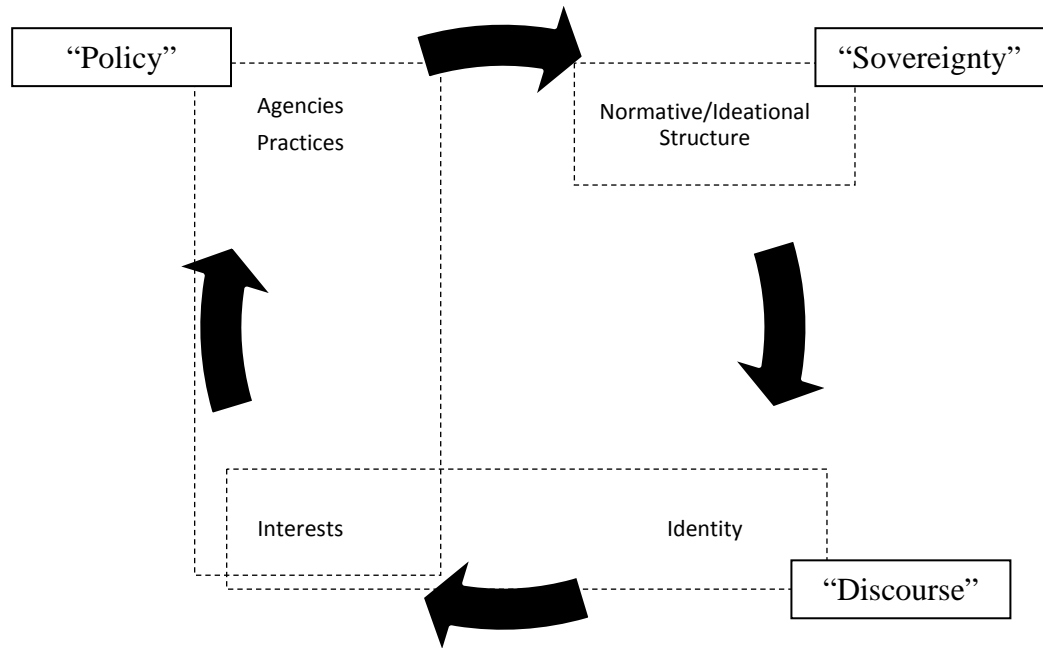 “Policy”
“Sovereignty”
Agencies
Practices
Normative/Ideational
Structure
Interests
Identity
“Discourse”